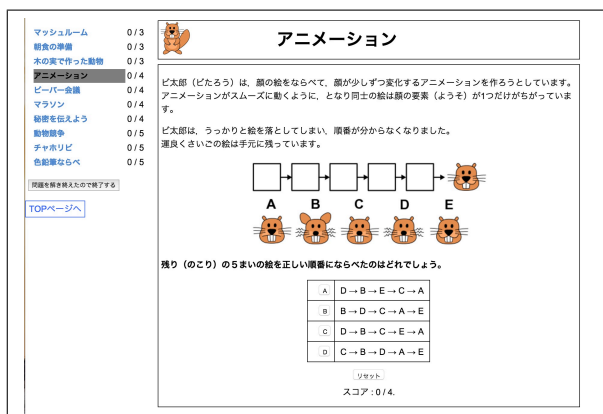 マッシュルーム 0 / 3
朝食の準備 0 / 3
木の実で作った動物 0 / 3
アニメーション 0 / 4
ビーバー会議 0 / 4
マラソン 0 / 4
秘密を伝えよう 0 / 4
動物競争 0 / 5
チャホリビ 0 / 5
色鉛筆ならべ 0 / 5
問題を解き終えたので終了する
TOPページへ
アニメーション
ビ太郎（ビたろう）は，顔の絵をならべて，顔が少しずつ変化するアニメーションを作ろうとしています。
アニメーションがスムーズに動くように，となり同士の絵は顔の要素（ようそ）が1つだけがちがっていま
す。
ビ太郎は，うっかりと絵を落としてしまい，順番が分からなくなりました。
運良くさいごの絵は手元に残っています。
A B C D E
残り（のこり）の５まいの絵を正しい順番にならべたのはどれでしょう。
A D → B → E → C → A
B B → D → C → A → E
C D → B → C → E → A
D C → B → D → A → E
リセット
スコア : 0 / 4.